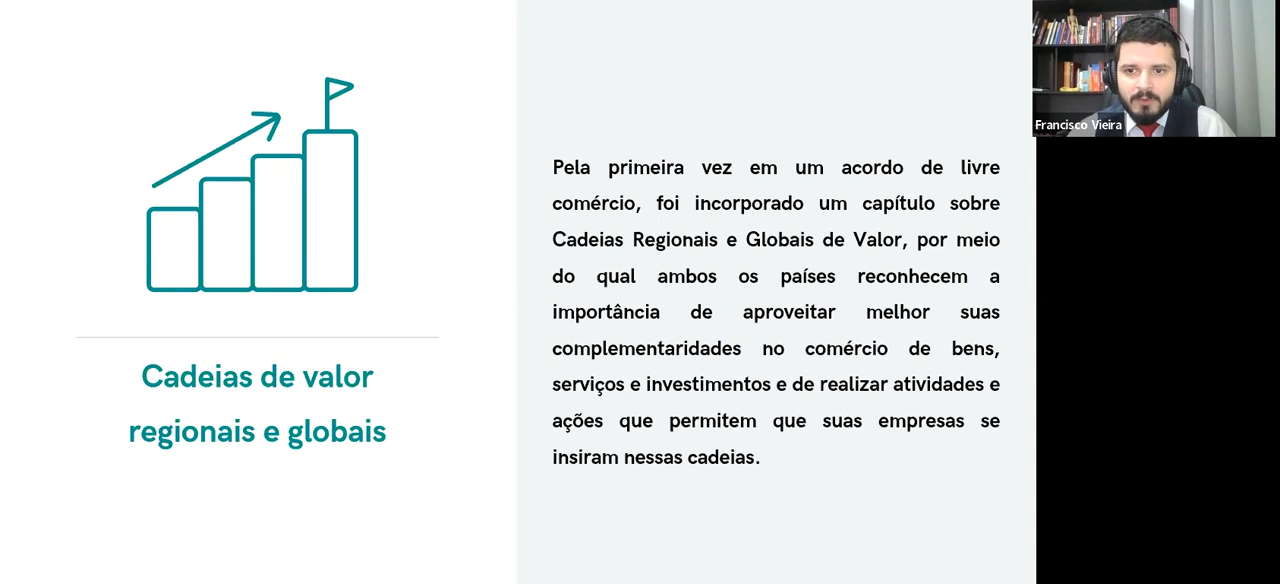 Cadeias de valor
regionais e globais
Pela primeira vez em um acordo de livre
comércio, foi incorporado um capítulo sobre
Cadeias Regionais e Globais de Valor, por meio
do qual ambos os países reconhecem a
importância de aproveitar melhor suas
complementaridades no comércio de bens,
serviços e investimentos e de realizar atividades e
ações que permitem que suas empresas se
insiram nessas cadeias.
Francisco Vieira